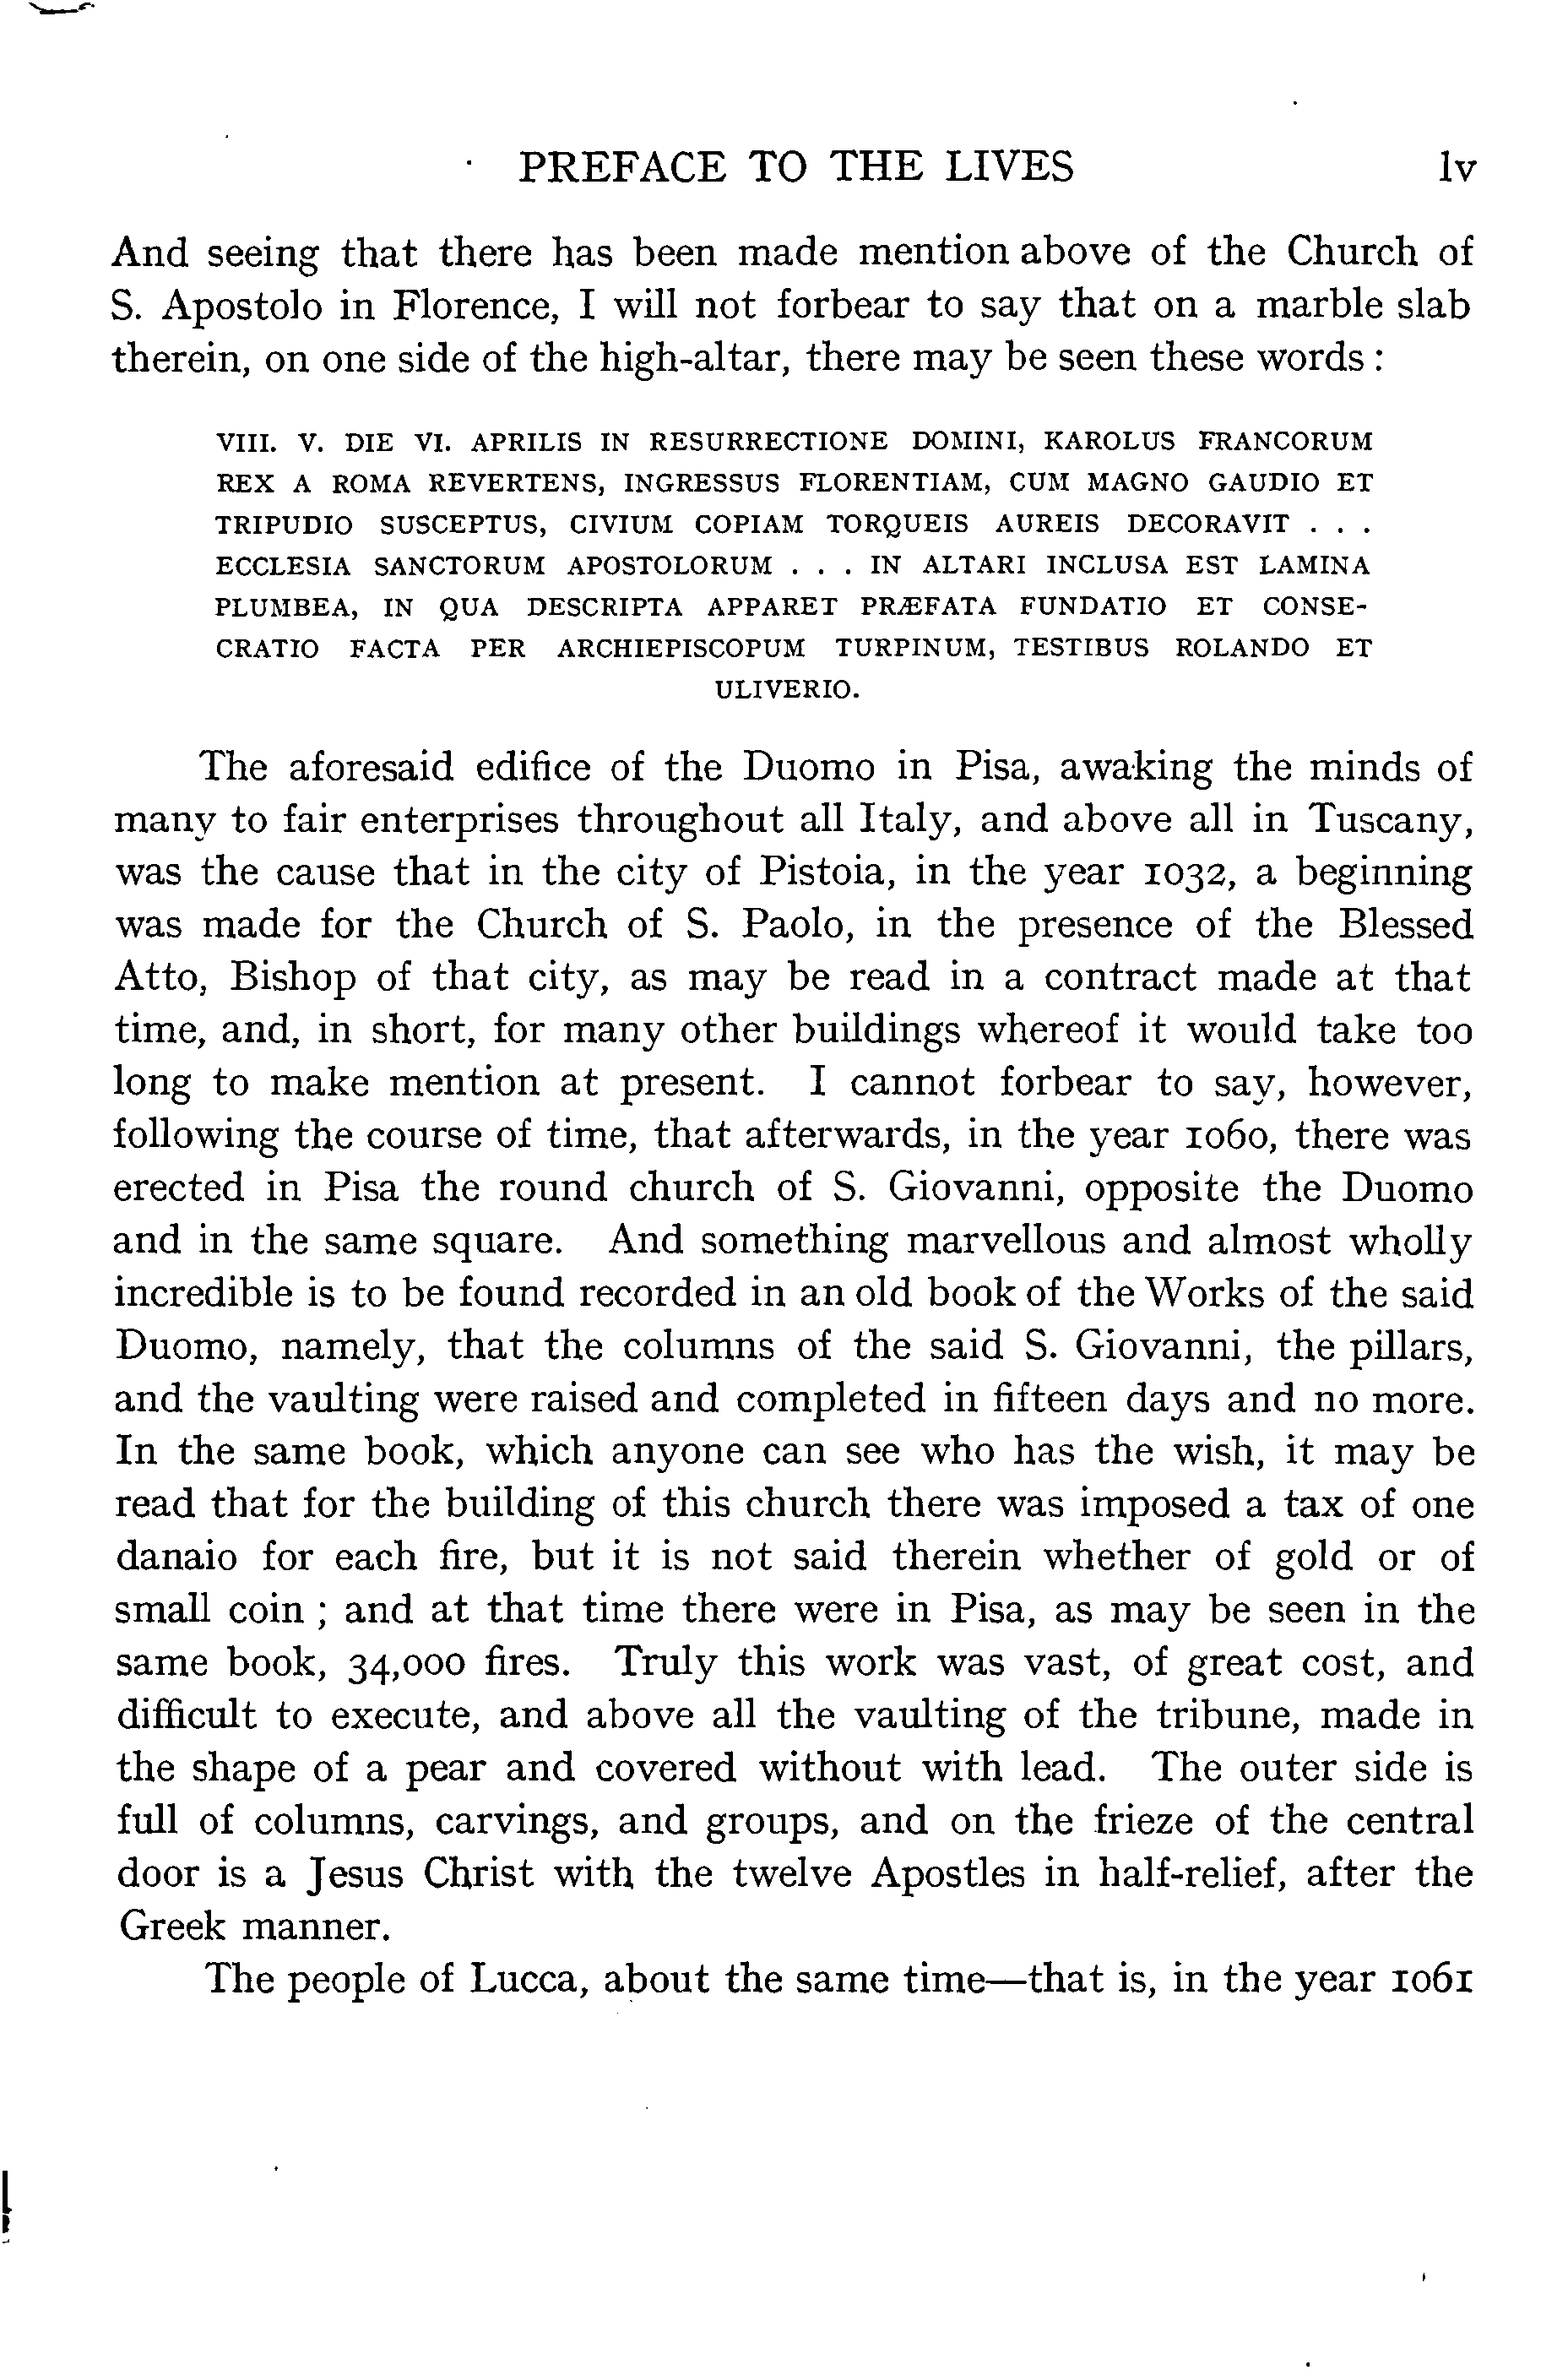 PREFACE TO THE LIVES lv
And seeing that there has been made mention above of the Church of
S. Apostolo in Florence, I will not forbear to say that on a marble slab
therein, on one side of the high-altar, there may be seen these words :
VIII. V. DIE VI. APRILIS IN RESURRECTIONE DOMINI, KAROLUS FRANCORUM
REX A ROMA REVERTENS, INGRESSUS FLORENTIAM, CUM MAGNO GAUDIO ET
TRIPUDIO SUSCEPTUS, CIVIUM COPIAM TORQUEIS AUREIS DECORAVIT . . .
ECCLESIA SANCTORUM APOSTOLORUM . . . IN ALTARI INCLUSA EST LAMINA
PLUMBEA, IN QUA DESCRIPTA APPARET PRÆFATA FUNDATIO ET CONSE-
CRATIO FACTA PER ARCHIEPISCOPUM TURPINUM, TESTIBUS ROLANDO ET
ULIVERIO.
The aforesaid edifice of the Duomo in Pisa, awaking the minds of
many to fair enterprises throughout all Italy, and above all in Tuscany,
was the cause that in the city of Pistoia, in the year 1032, a beginning
was made for the Church of S. Paolo, in the presence of the Blessed
Atto, Bishop of that city, as may be read in a contract made at that
time, and, in short, for many other buildings whereof it would take too
long to make mention at present. I cannot forbear to say, however,
following the course of time, that afterwards, in the year 1060, there was
erected in Pisa the round church of S. Giovanni, opposite the Duomo
and in the same square. And something marvellous and almost wholly
incredible is to be found recorded in an old book of the Works of the said
Duomo, namely, that the columns of the said S. Giovanni, the pillars,
and the vaulting were raised and completed in fifteen days and no more.
In the same book, which anyone can see who has the wish, it may be
read that for the building of this church there was imposed a tax of one
danaio for each fire, but it is not said therein whether of gold or of
small coin ; and at that time there were in Pisa, as may be seen in the
same book, 34,000 fires. Truly this work was vast, of great cost, and
difficult to execute, and above all the vaulting of the tribune, made in
the shape of a pear and covered without with lead. The outer side is
full of columns, carvings, and groups, and on the frieze of the central
door is a Jesus Christ with the twelve Apostles in half-relief, after the
Greek manner.
The people of Lucca, about the same time—that is, in the year 1061